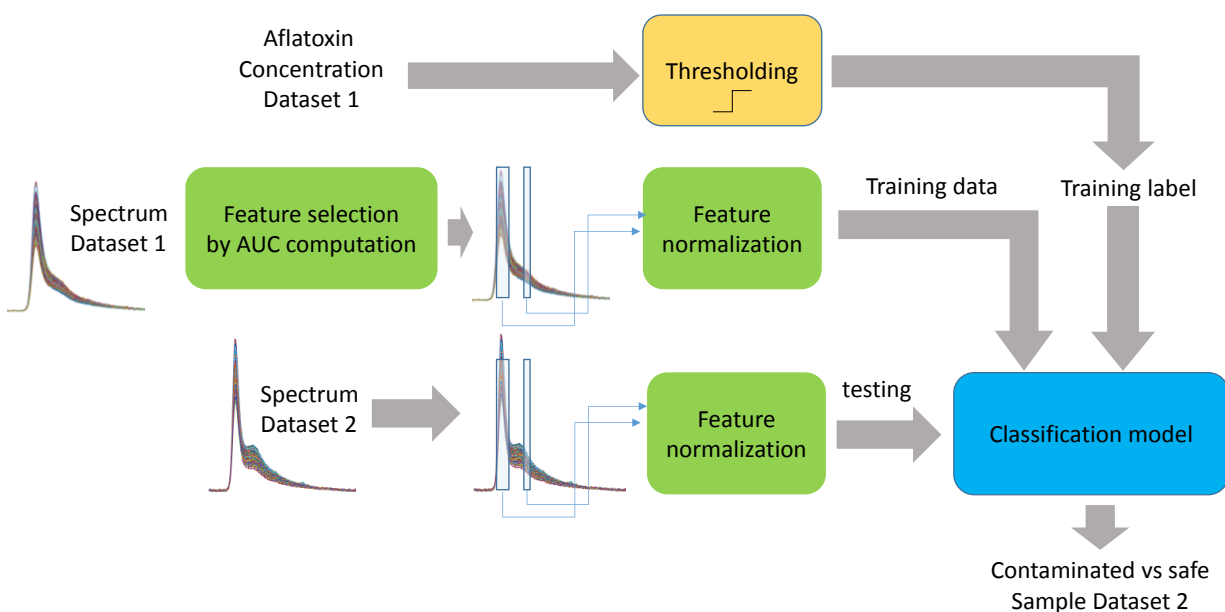 Aflatoxin
Concentration
Dataset 1
Thresholding
Spectrum
Dataset 1
Feature selection
by AUC computation
Feature
normalization
Training data
Training label
Spectrum
Dataset 2
Feature
normalization
testing
Classification model
Contaminated vs safe
Sample Dataset 2